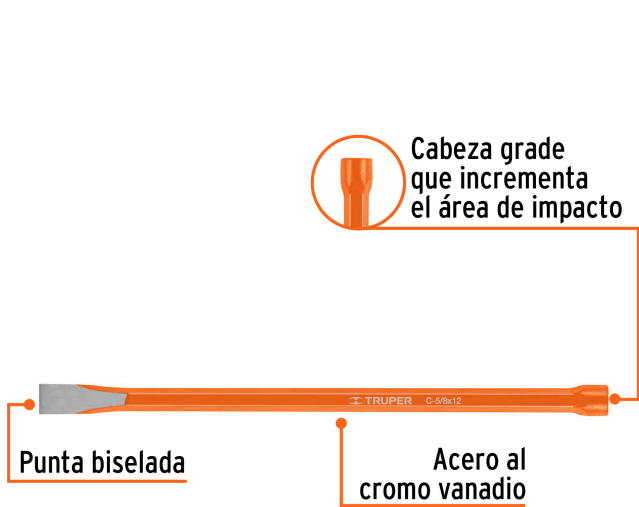 Cabeza grade
que incrementa
el área de impacto
TRUPER C-5/8x12
Punta biselada
Acero al
cromo vanadio